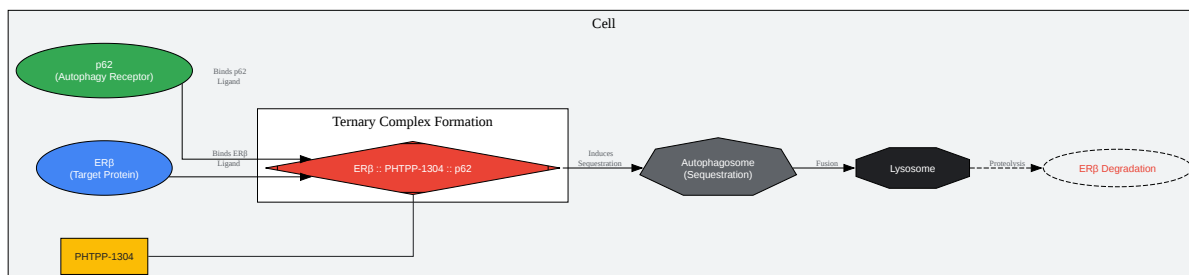 Cell
p62
(Autophagy Receptor)
Binds p62
Ligand
Ternary Complex Formation
ERβ
(Target Protein)
Binds ERβ
Ligand
ERβ :: PHTPP-1304 :: p62
Induces
Sequestration
Autophagosome
(Sequestration)
Fusion
Lysosome
Proteolysis
ERβ Degradation
PHTPP-1304